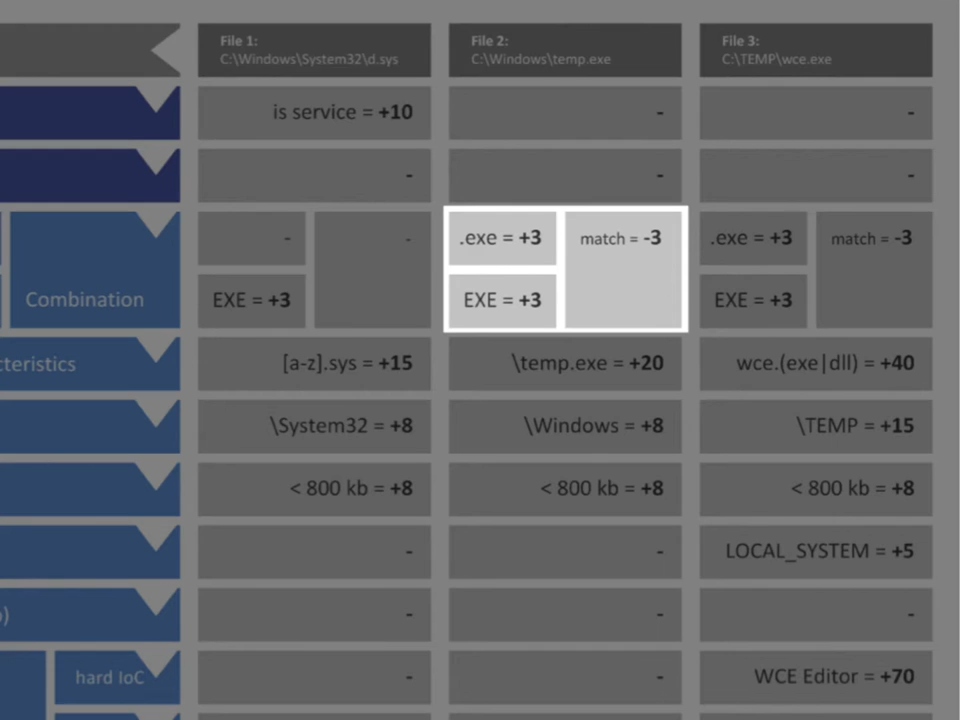 File 1:
C:\Windows\System32\d.sys
File 2:
C:\Windows\temp.exe
File 3:
C:\TEMP\wce.exe
is service = +10
-
-
-
-
-
Combination
-
-
EXE = +3
.exe = +3
match = -3
EXE = +3
.exe = +3
match = -3
EXE = +3
cteristics
[a-z].sys = +15
\temp.exe = +20
wce.(exe|dll) = +40
\System32 = +8
\Windows = +8
\TEMP = +15
< 800 kb = +8
< 800 kb = +8
< 800 kb = +8
-
-
LOCAL_SYSTEM = +5
)
-
-
-
hard IoC
-
-
WCE Editor = +70